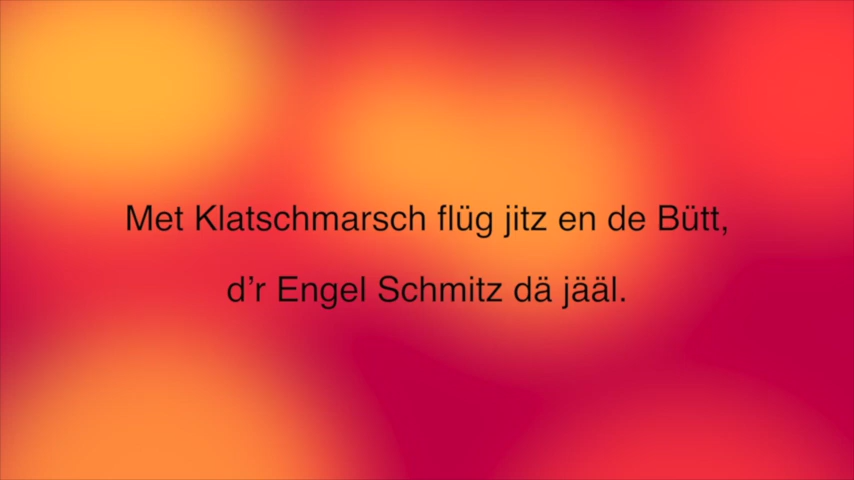 Met Klatschmarsch flüg jitz en de Bütt,
d’r Engel Schmitz dä jääl.